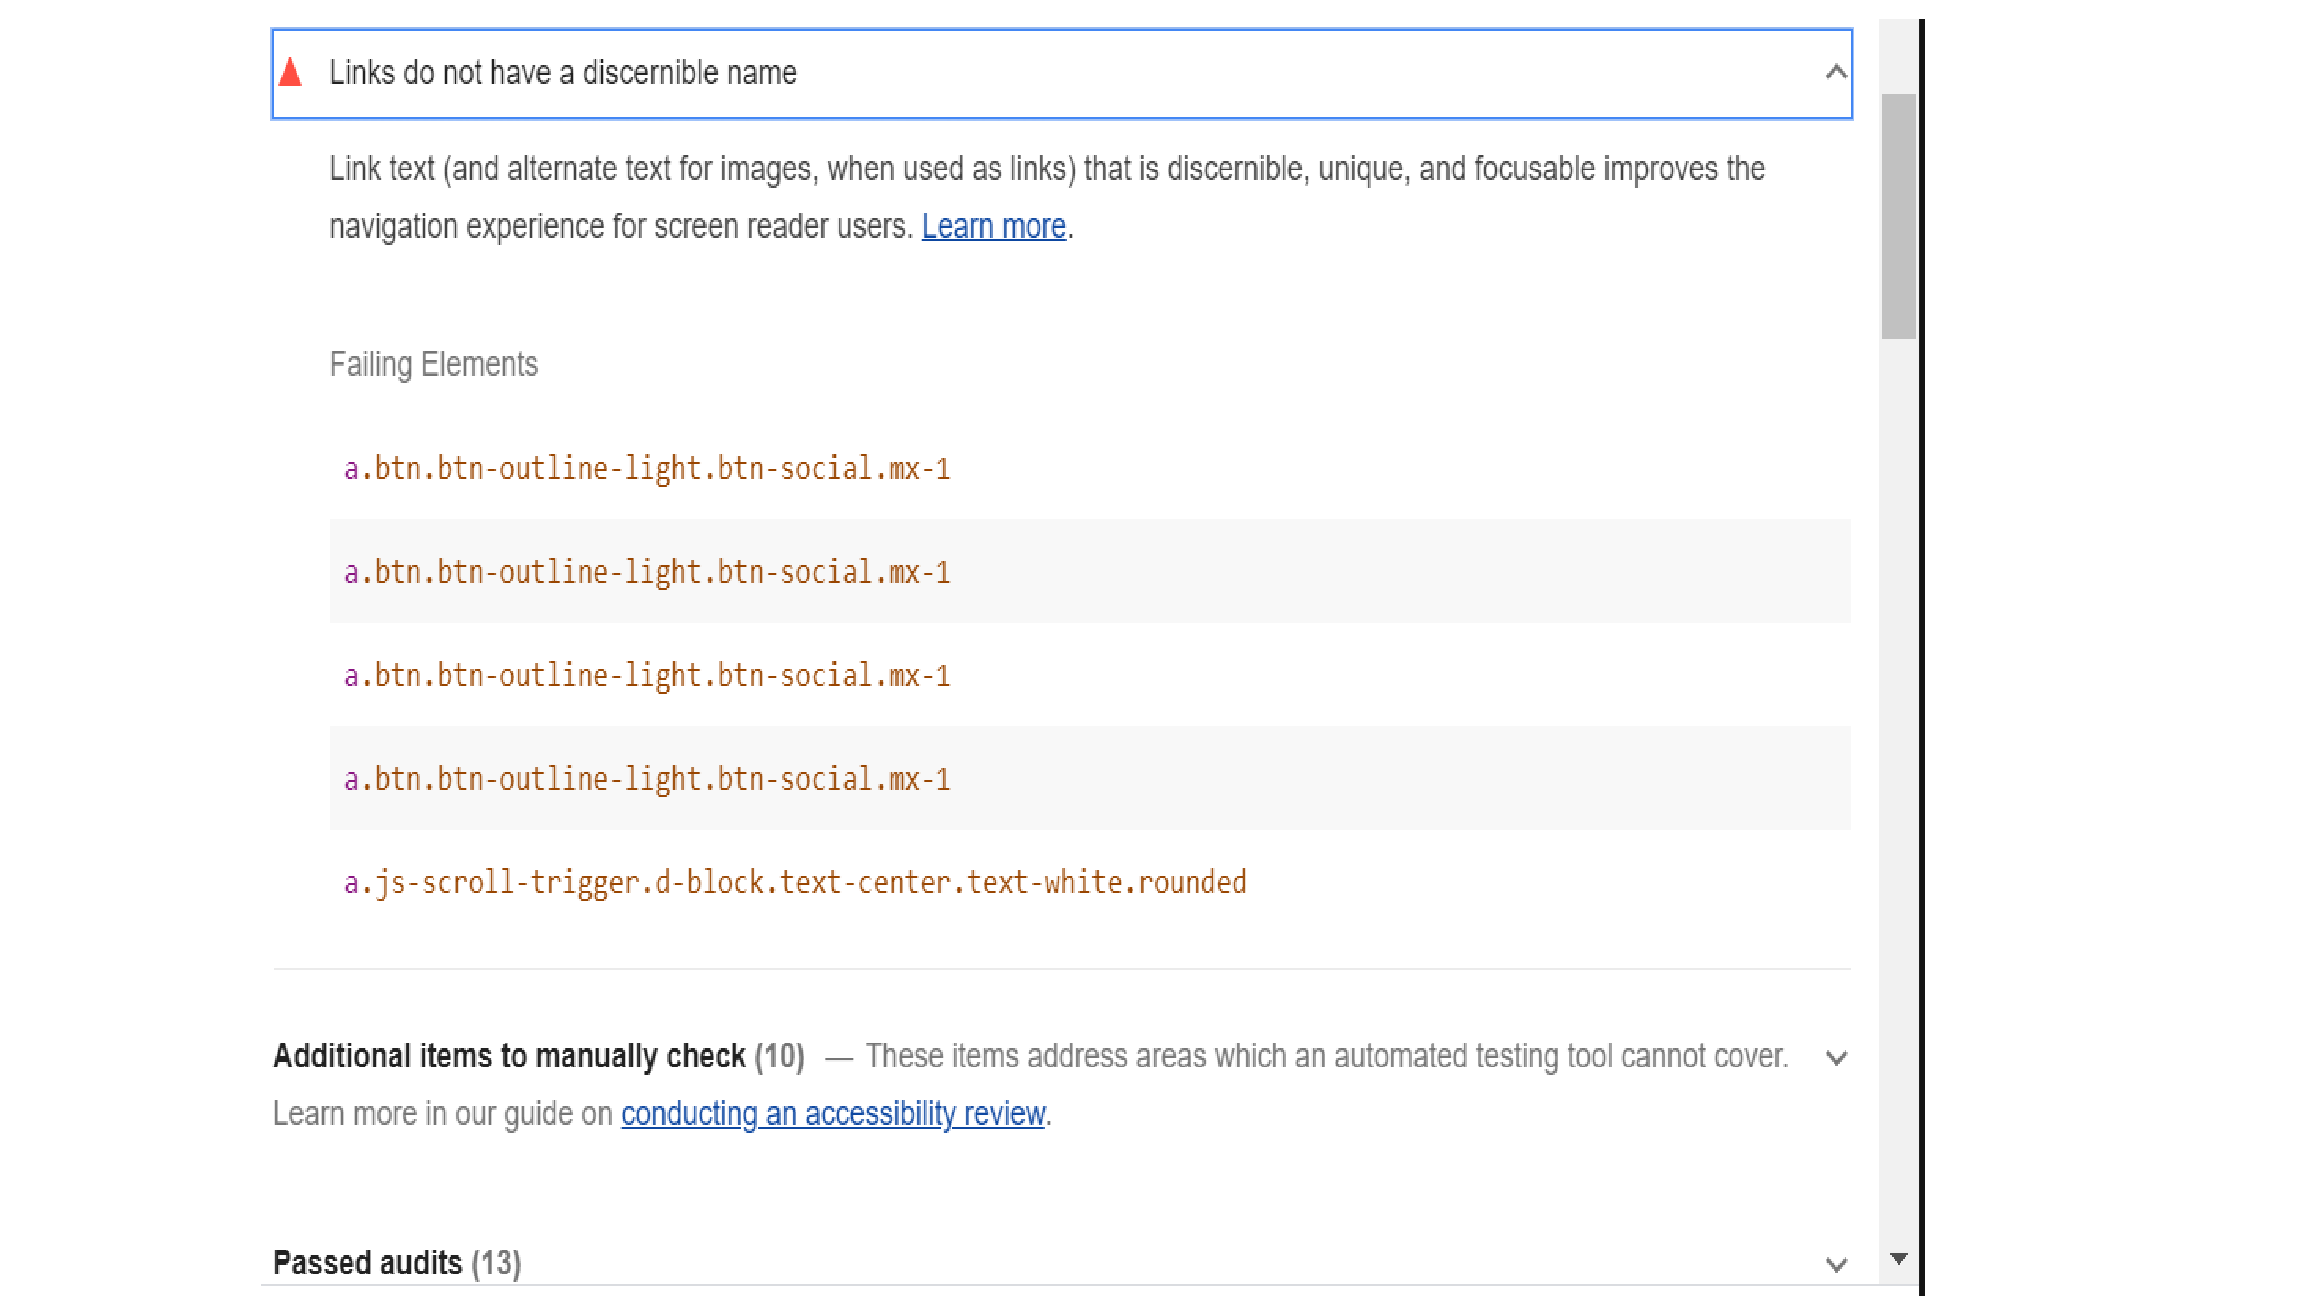 Links do not have a discernible name
Link text (and alternate text for images, when used as links) that is discernible, unique, and focusable improves the
navigation experience for screen reader users. Learn more.
Failing Elements
a.btn.btn-outline-light.btn-social.mx-1
a.btn.btn-outline-light.btn-social.mx-1
a.btn.btn-outline-light.btn-social.mx-1
a.btn.btn-outline-light.btn-social.mx-1
a.js-scroll-trigger.d-block.text-center.text-white.rounded
Additional items to manually check (10) — These items address areas which an automated testing tool cannot cover.
Learn more in our guide on conducting an accessibility review.
Passed audits (13)